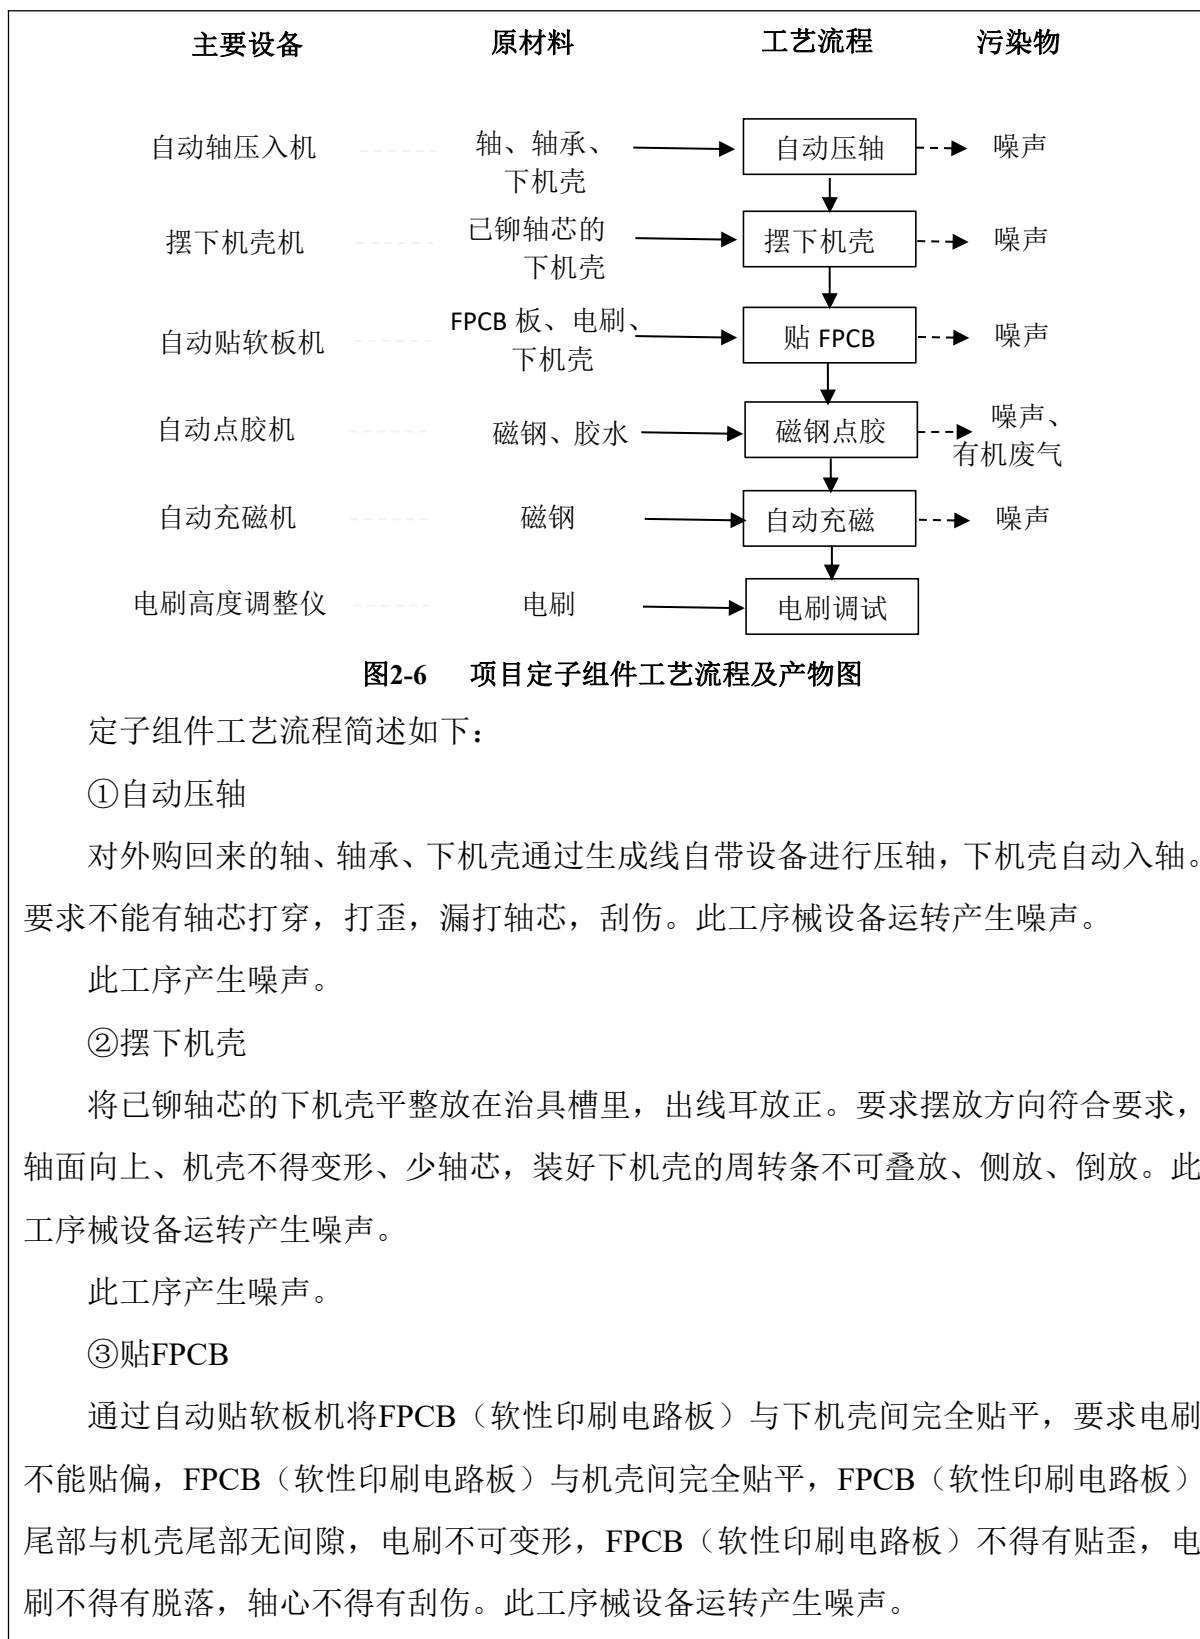 主要设备 原材料 工艺流程 污染物
自动轴压入机 轴、轴承、 自动压轴 噪声
下机壳
摆下机壳机 已铆轴芯的 摆下机壳 噪声
下机壳
自动贴软板机 FPCB 板、电刷、 贴 FPCB 噪声
下机壳
自动点胶机 磁钢、胶水 磁钢点胶 噪声、
有机废气
自动充磁机 磁钢 自动充磁 噪声
电刷高度调整仪 电刷 电刷调试
图2-6 项目定子组件工艺流程及产物图
定子组件工艺流程简述如下：
①自动压轴
对外购回来的轴、轴承、下机壳通过生成线自带设备进行压轴，下机壳自动入轴。
要求不能有轴芯打穿，打歪，漏打轴芯，刮伤。此工序械设备运转产生噪声。
此工序产生噪声。
②摆下机壳
将已铆轴芯的下机壳平整放在治具槽里，出线耳放正。要求摆放方向符合要求，
轴面向上、机壳不得变形、少轴芯，装好下机壳的周转条不可叠放、侧放、倒放。此
工序械设备运转产生噪声。
此工序产生噪声。
③贴FPCB
通过自动贴软板机将FPCB（软性印刷电路板）与下机壳间完全贴平，要求电刷
不能贴偏，FPCB（软性印刷电路板）与机壳间完全贴平，FPCB（软性印刷电路板）
尾部与机壳尾部无间隙，电刷不可变形，FPCB（软性印刷电路板）不得有贴歪，电
刷不得有脱落，轴心不得有刮伤。此工序械设备运转产生噪声。